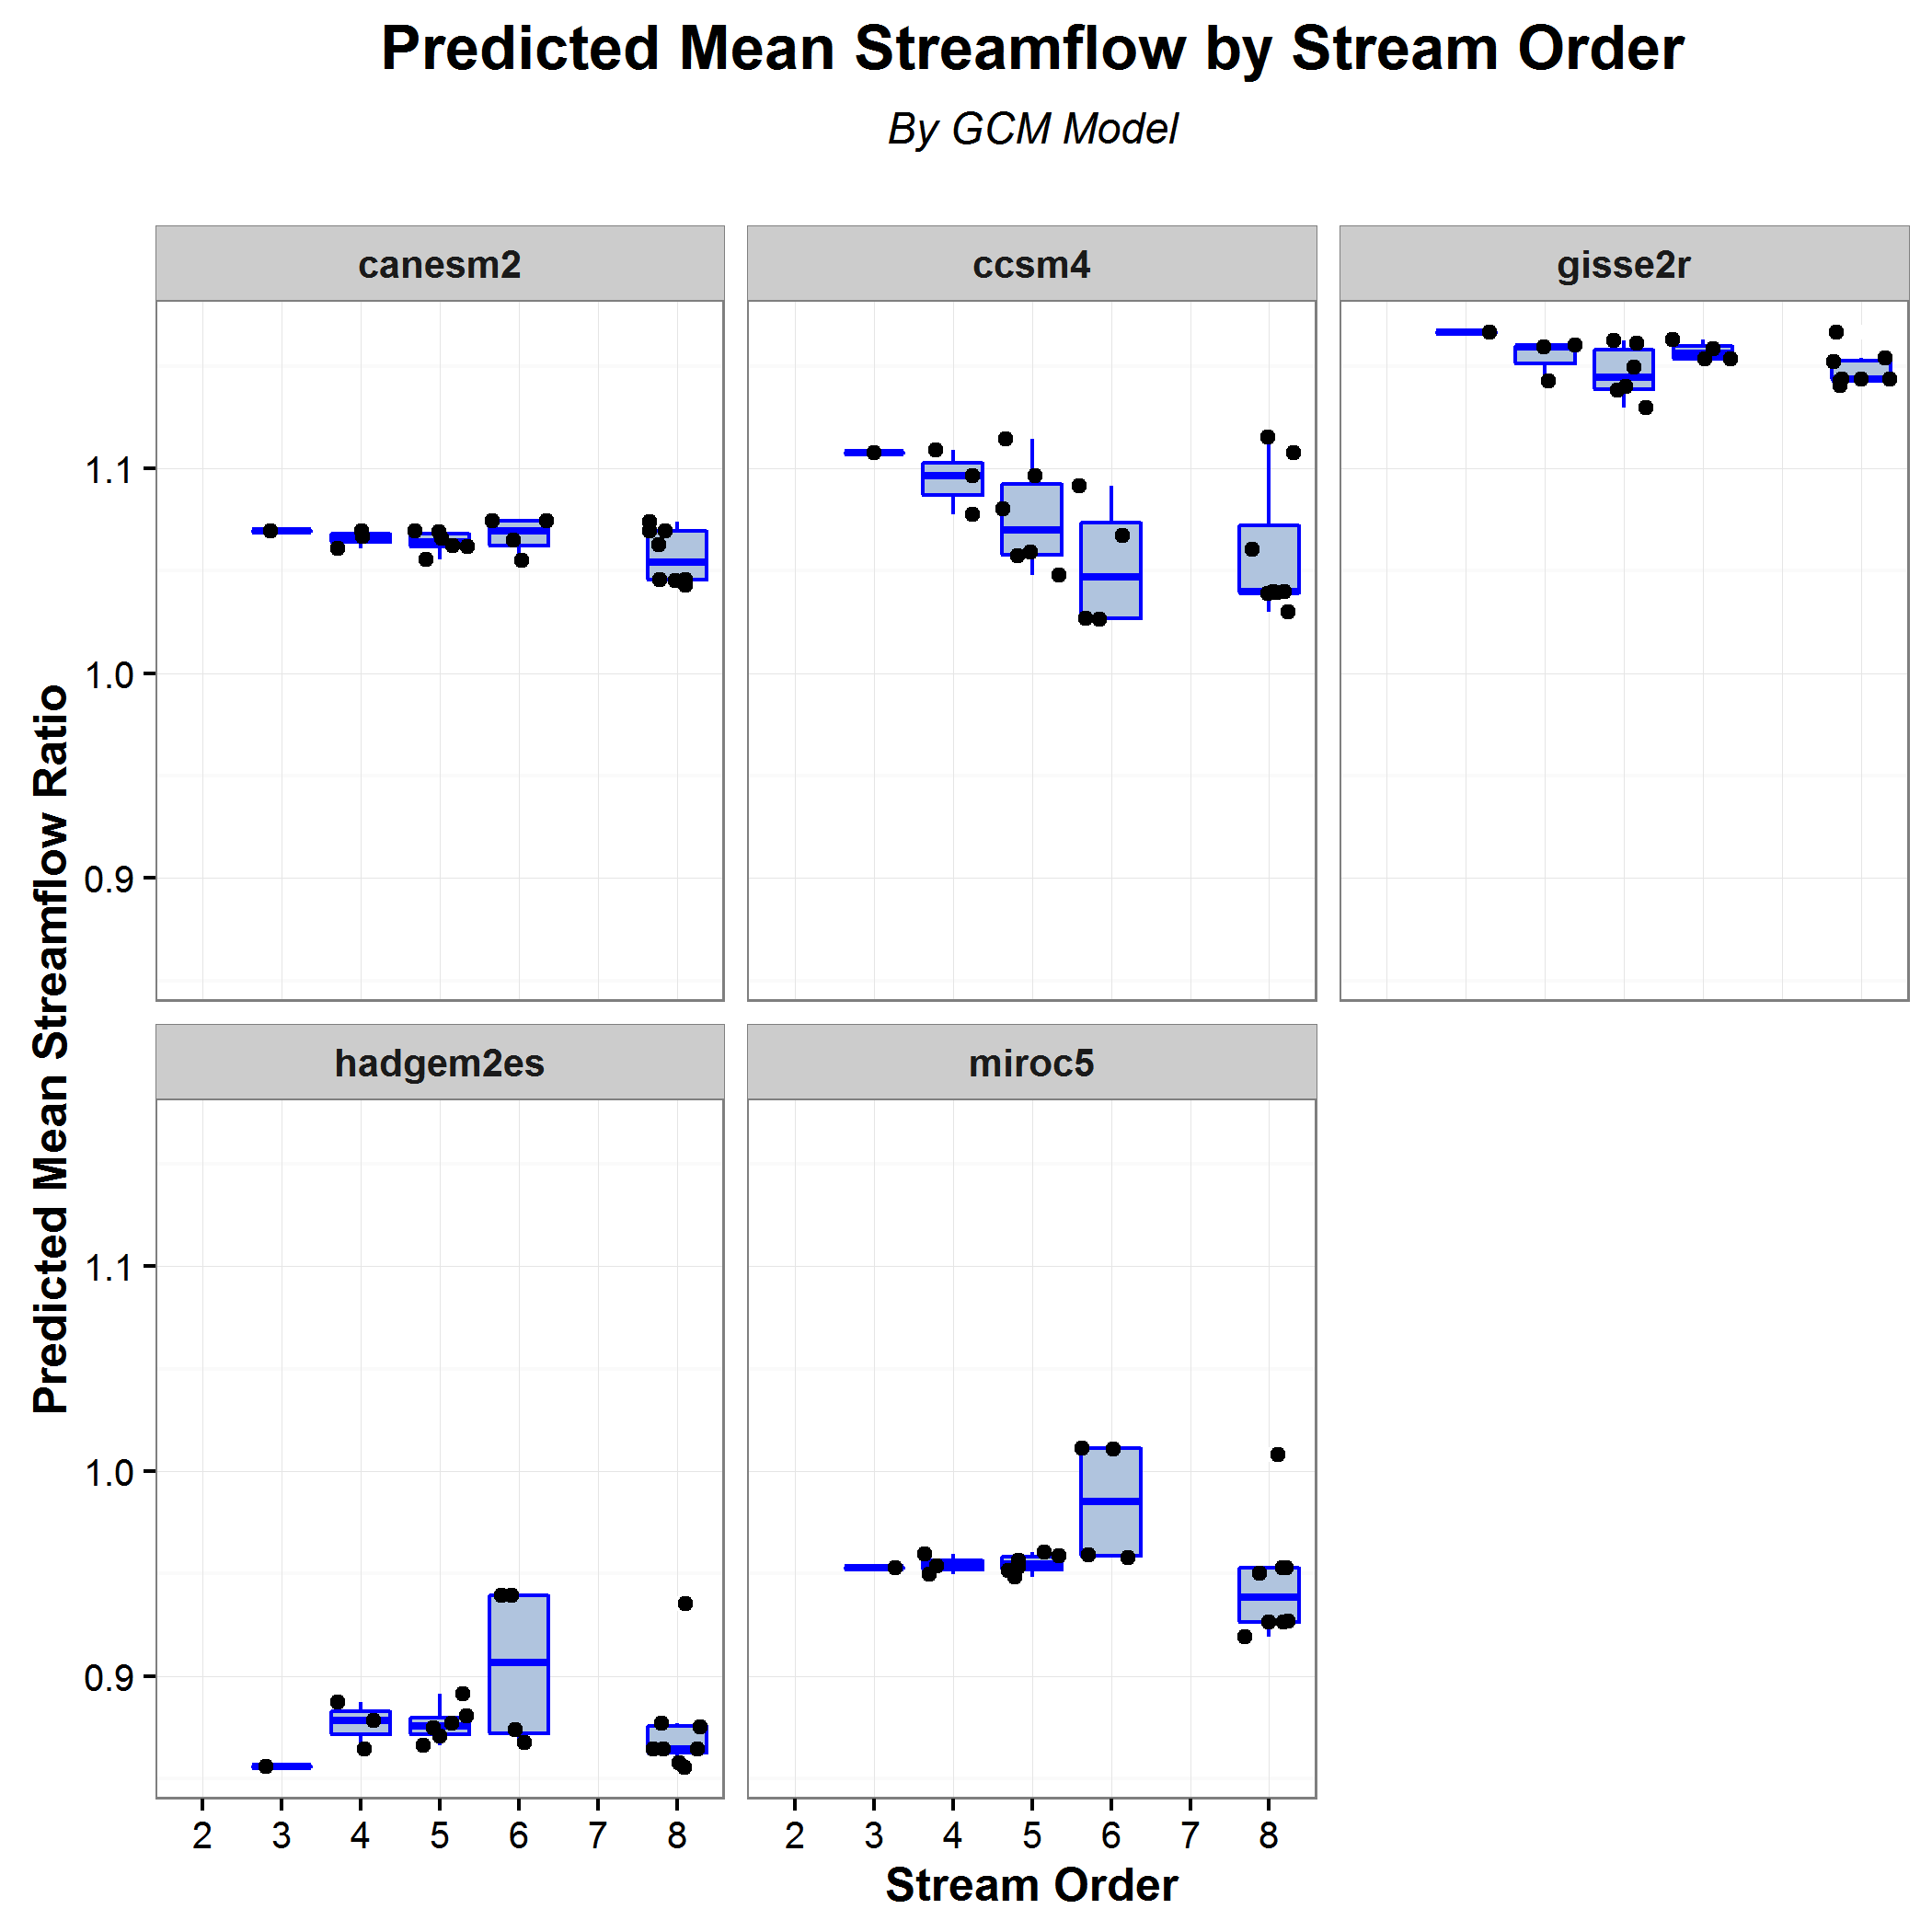 Predicted Mean Streamflow by Stream Order
By GCM Model
canesm2
ccsm4
gisse2r
1.1
1.0
0.9
Predicted Mean Streamflow Ratio
hadgem2es
miroc5
1.1
1.0
0.9
2 3 4 5 6 7 8
2 3 4 5 6 7 8
Stream Order